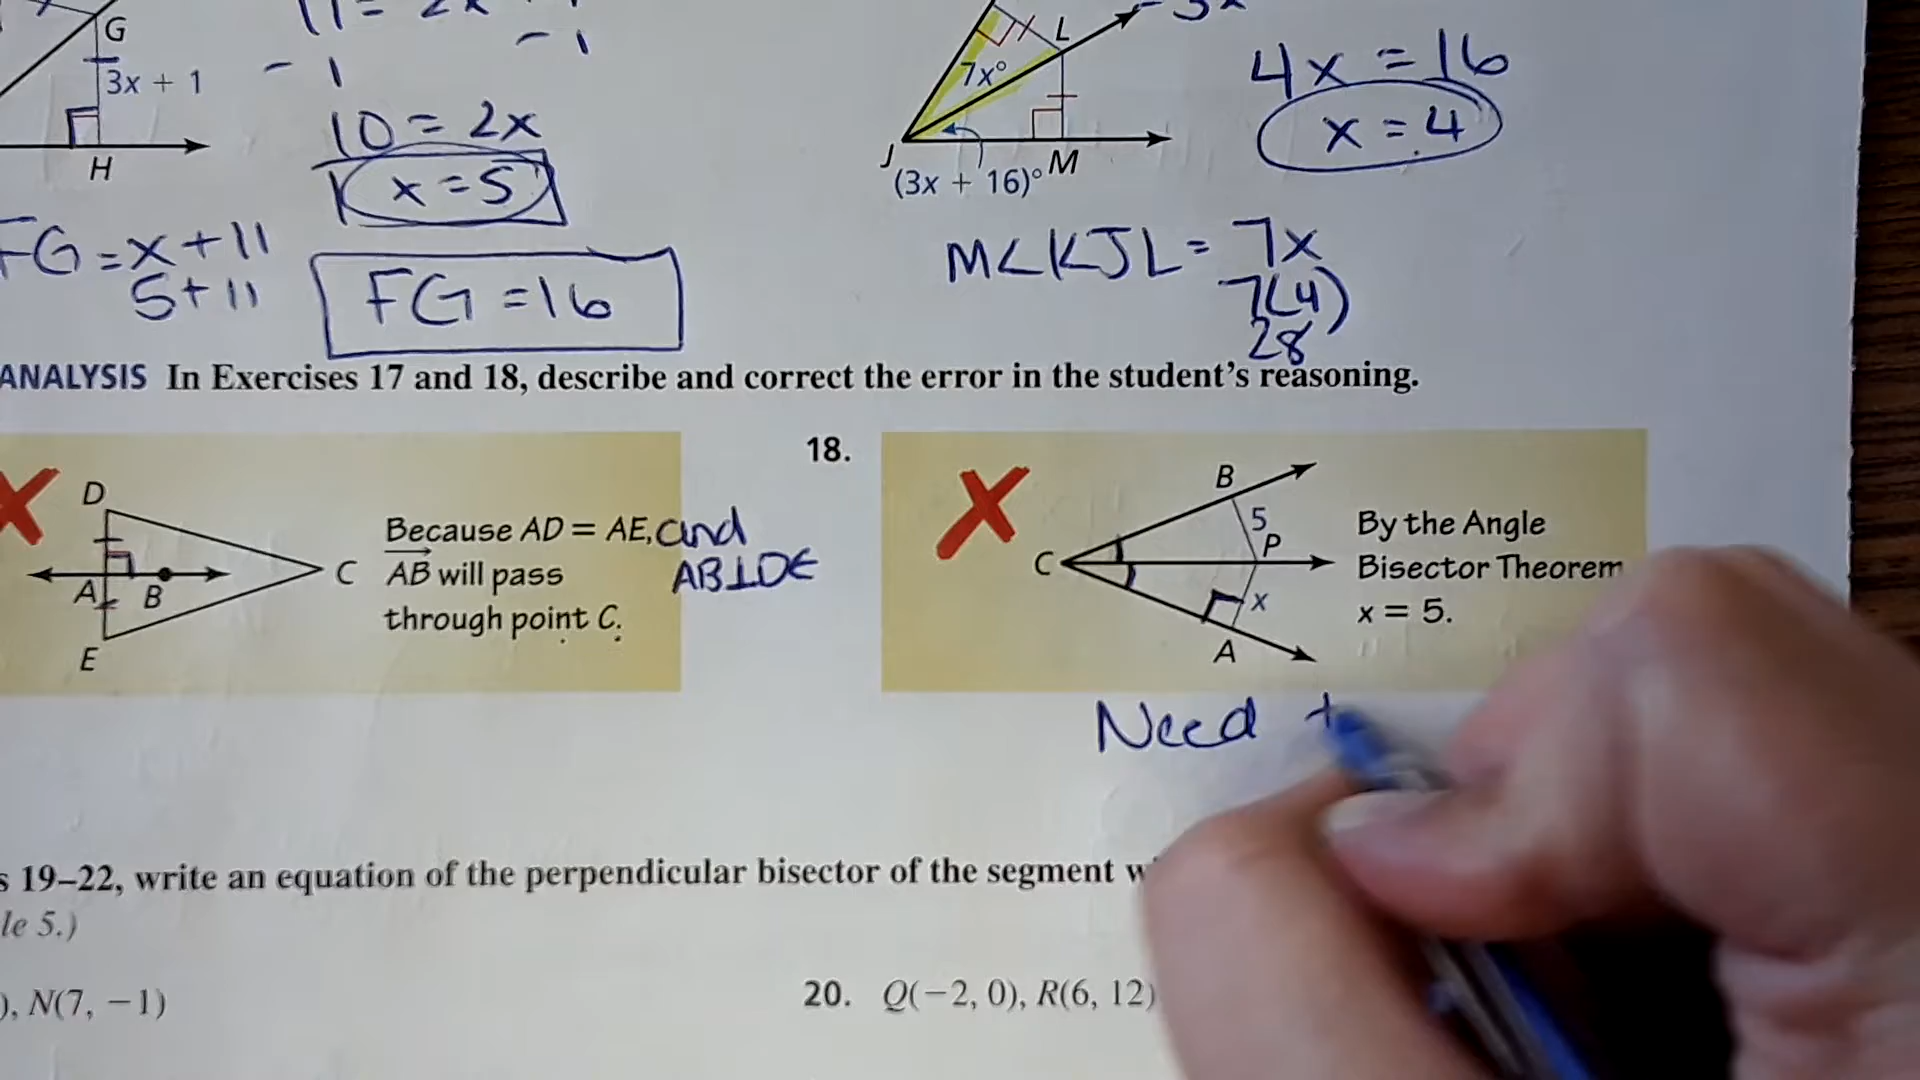 G
3x + 1
H
- 1
- 1
10 = 2x
x = 5
FG = x + 11
5 + 11
FG = 16
L
7x°
J
M
(3x + 16)°
4x = 16
x = 4
M<KJL = 7x
7(4)
28
ANALYSIS In Exercises 17 and 18, describe and correct the error in the student's reasoning.
D
A
B
C
E
Because AD = AE, and
AB will pass AB⊥DE
through point C.
18.
B
5
P
C
x
A
By the Angle
Bisector Theorem
x = 5.
Need
s 19–22, write an equation of the perpendicular bisector of the segment
le 5.)
), N(7, −1)
20. Q(−2, 0), R(6, 12)